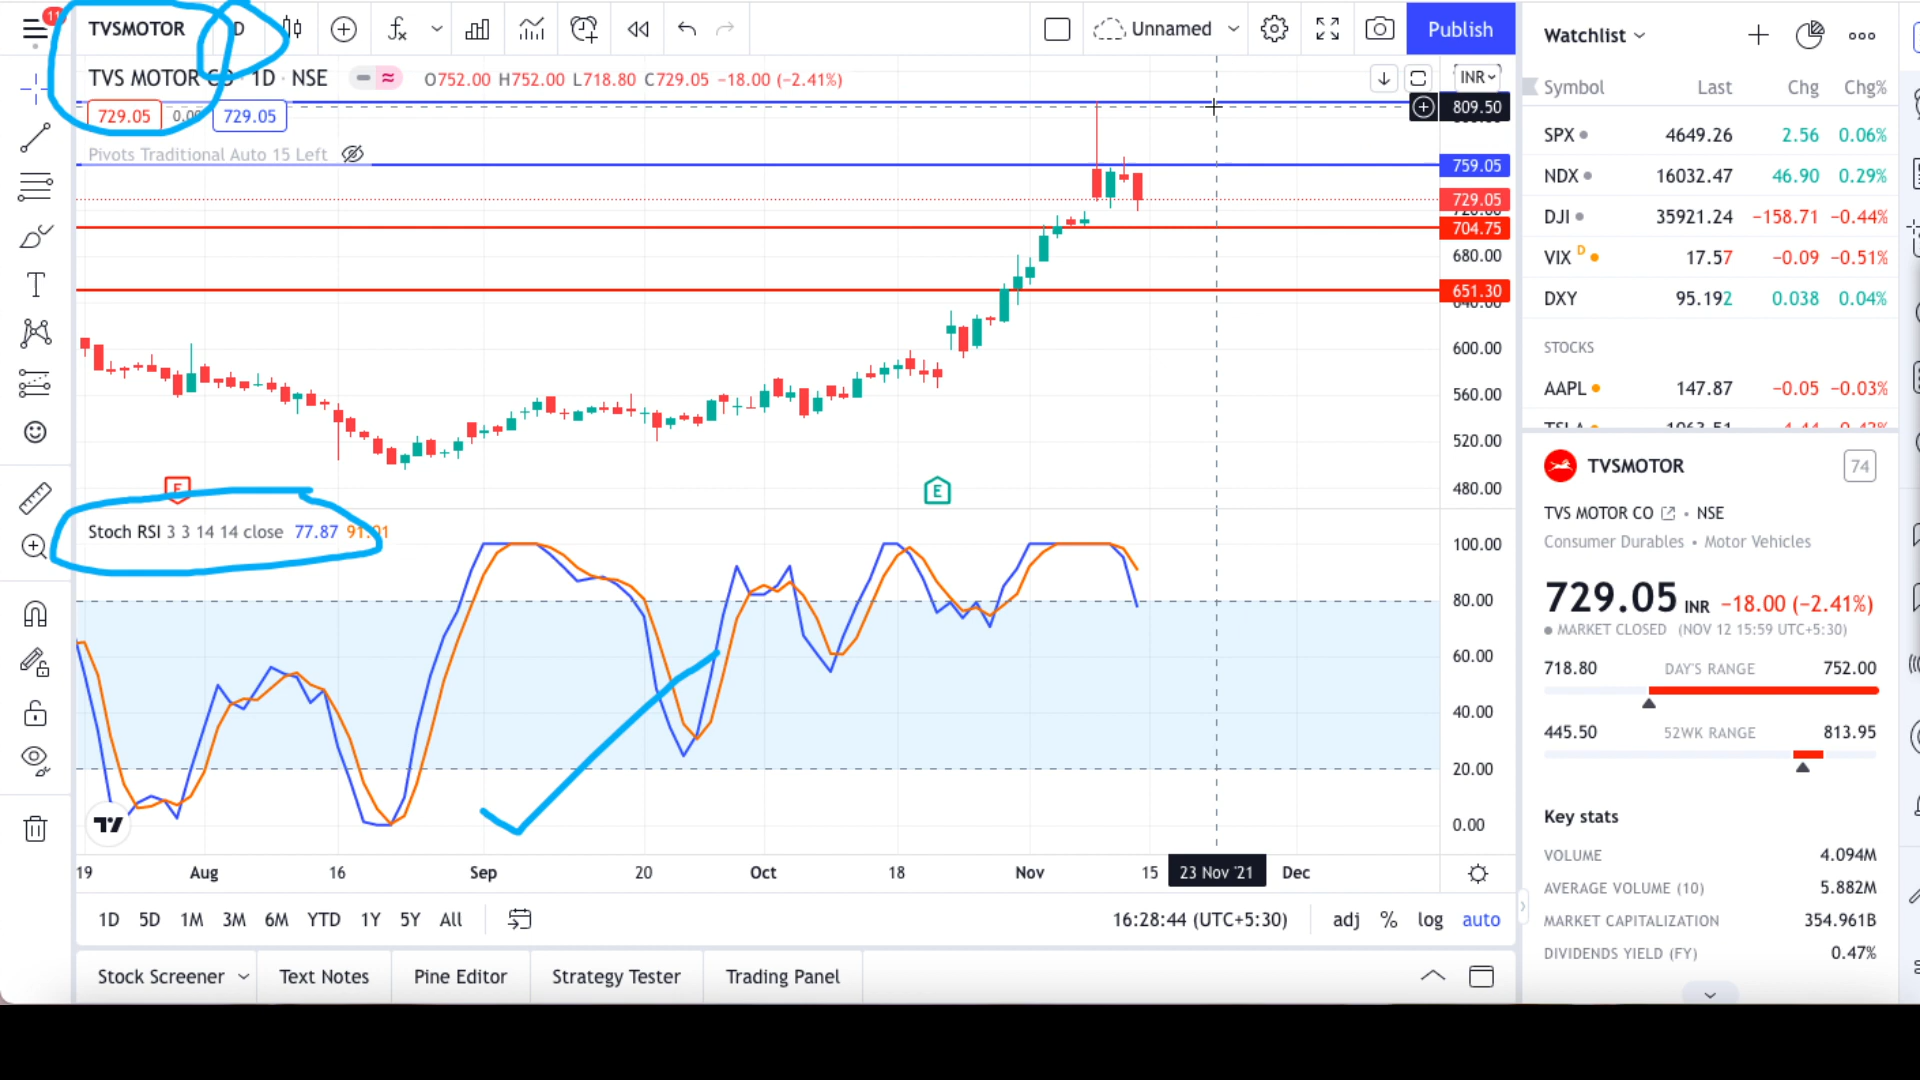 11
TVSMOTOR D
Unnamed
Publish
TVS MOTOR CO · 1D · NSE
O752.00 H752.00 L718.80 C729.05 −18.00 (−2.41%)
INR
729.05 0.00 729.05
Pivots Traditional Auto 15 Left
809.50
759.05
729.05
704.75
680.00
651.30
600.00
560.00
520.00
480.00
E
E
Stoch RSI 3 3 14 14 close 77.87 91.01
100.00
80.00
60.00
40.00
20.00
0.00
19 Aug 16 Sep 20 Oct 18 Nov 15 23 Nov '21 Dec
1D 5D 1M 3M 6M YTD 1Y 5Y All
16:28:44 (UTC+5:30) adj % log auto
Stock Screener Text Notes Pine Editor Strategy Tester Trading Panel
Watchlist
Symbol Last Chg Chg%
SPX 4649.26 2.56 0.06%
NDX 16032.47 46.90 0.29%
DJI 35921.24 −158.71 −0.44%
VIX D 17.57 −0.09 −0.51%
DXY 95.192 0.038 0.04%
STOCKS
AAPL 147.87 −0.05 −0.03%
TVSMOTOR 74
TVS MOTOR CO • NSE
Consumer Durables • Motor Vehicles
729.05 INR −18.00 (−2.41%)
MARKET CLOSED (NOV 12 15:59 UTC+5:30)
718.80 DAY'S RANGE 752.00
445.50 52WK RANGE 813.95
Key stats
VOLUME 4.094M
AVERAGE VOLUME (10) 5.882M
MARKET CAPITALIZATION 354.961B
DIVIDENDS YIELD (FY) 0.47%